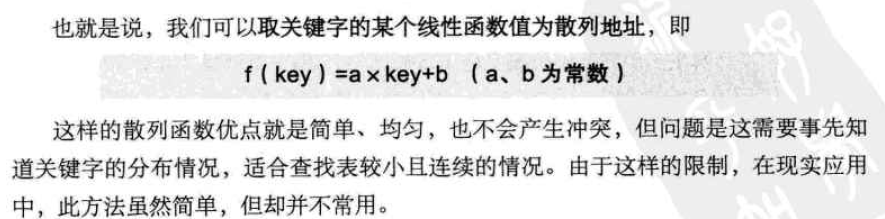 也就是说，我们可以取关键字的某个线性函数值为散列地址，即
f ( key ) =a×key+b （ a、b 为常数 ）
这样的散列函数优点就是简单、均匀，也不会产生冲突，但问题是这需要事先知
道关键字的分布情况，适合查找表较小且连续的情况。由于这样的限制，在现实应用
中，此方法虽然简单，但却并不常用。